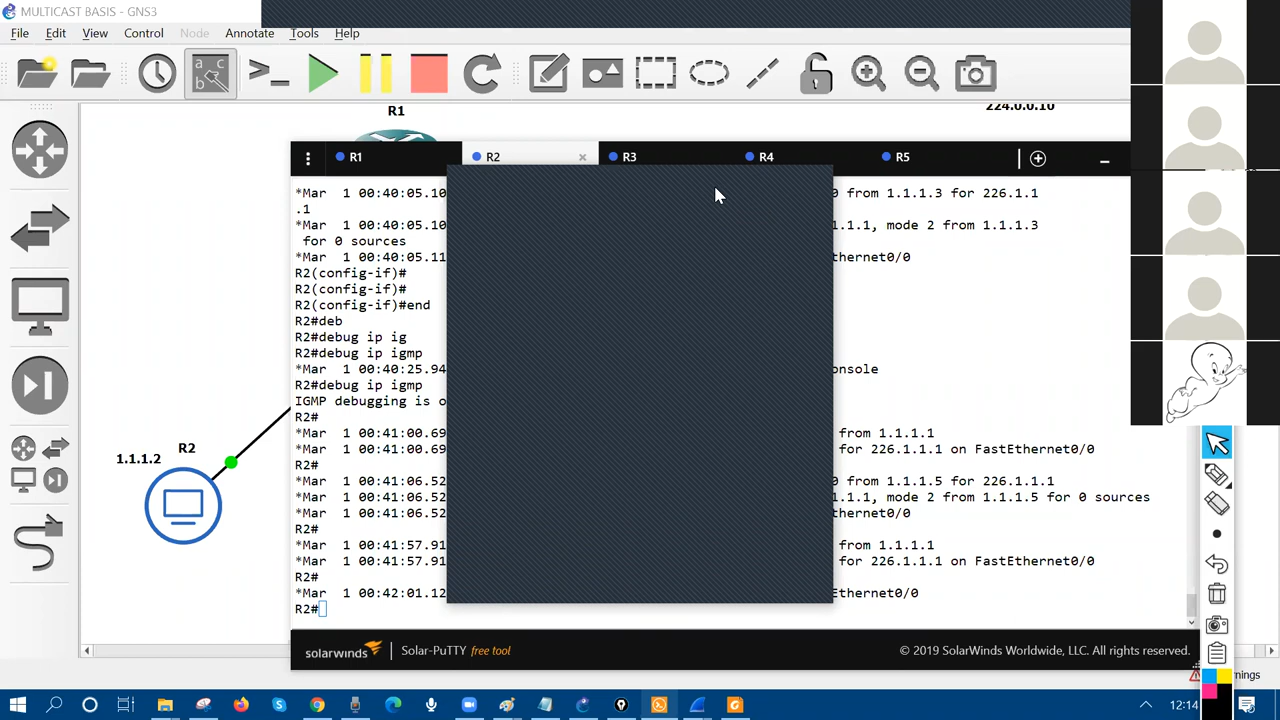 MULTICAST BASIS - GNS3
File Edit View Control Node Annotate Tools Help
a c
b
R1
224.0.0.10
R1 R2 × R3 R4 R5
*Mar 1 00:40:05.10 0 from 1.1.1.3 for 226.1.1
.1
*Mar 1 00:40:05.10 1.1.1, mode 2 from 1.1.1.3
for 0 sources
*Mar 1 00:40:05.11 hernet0/0
R2(config-if)#
R2(config-if)#
R2(config-if)#end
R2#deb
R2#debug ip ig
R2#debug ip igmp
*Mar 1 00:40:25.94 onsole
R2#debug ip igmp
IGMP debugging is o
R2#
*Mar 1 00:41:00.69 from 1.1.1.1
*Mar 1 00:41:00.69 for 226.1.1.1 on FastEthernet0/0
R2#
*Mar 1 00:41:06.52 from 1.1.1.5 for 226.1.1.1
*Mar 1 00:41:06.52 1.1.1, mode 2 from 1.1.1.5 for 0 sources
*Mar 1 00:41:06.52 ethernet0/0
R2#
*Mar 1 00:41:57.91 from 1.1.1.1
*Mar 1 00:41:57.91 for 226.1.1.1 on FastEthernet0/0
R2#
*Mar 1 00:42:01.12 Ethernet0/0
R2#
R2
1.1.1.2
solarwinds Solar-PuTTY free tool
© 2019 SolarWinds Worldwide, LLC. All rights reserved.
nings
12:14